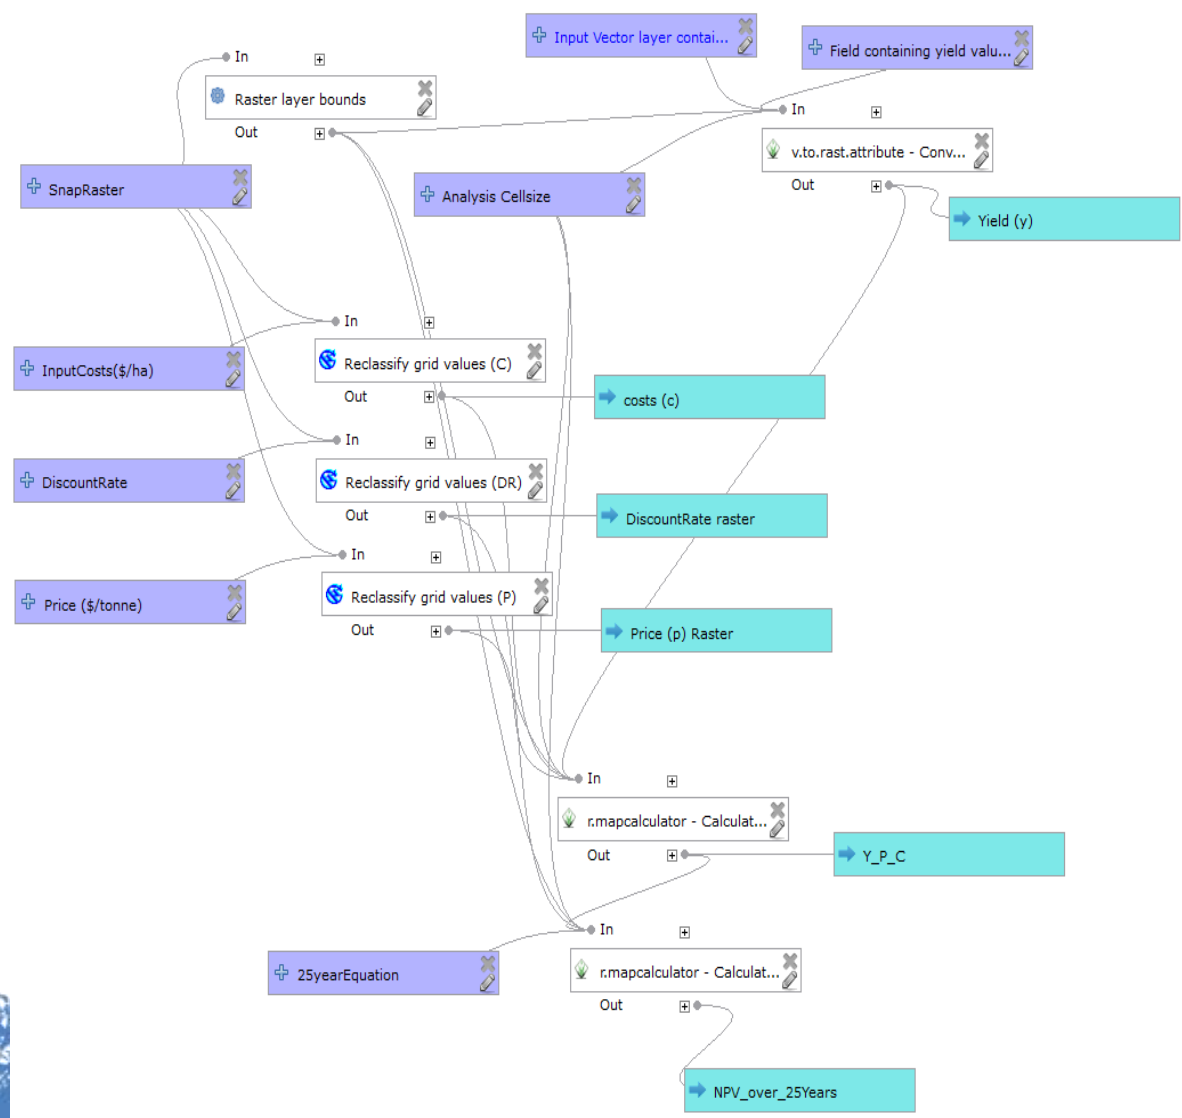 Input Vector layer contai...
Field containing yield valu...
In
Raster layer bounds
Out
In
v.to.rast.attribute - Conv...
Out
SnapRaster
Analysis Cellsize
Yield (y)
In
InputCosts($/ha)
Reclassify grid values (C)
Out
costs (c)
In
DiscountRate
Reclassify grid values (DR)
Out
DiscountRate raster
In
Price ($/tonne)
Reclassify grid values (P)
Out
Price (p) Raster
In
r.mapcalculator - Calculat...
Out
Y_P_C
In
25yearEquation
r.mapcalculator - Calculat...
Out
NPV_over_25Years